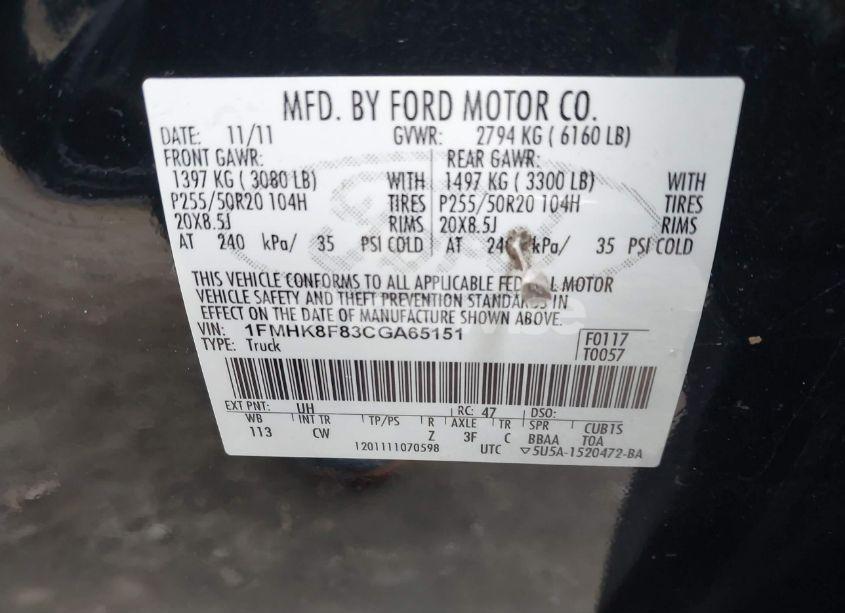 MFD. BY FORD MOTOR CO.
DATE: 11/11 GVWR: 2794 KG ( 6160 LB)
FRONT GAWR: REAR GAWR:
1397 KG ( 3080 LB) WITH 1497 KG ( 3300 LB) WITH
P255/50R20 104H TIRES P255/50R20 104H TIRES
20X8.5J RIMS 20X8.5J RIMS
AT 240 kPa/ 35 PSI COLD AT kPa/ 35 PSI COLD
THIS VEHICLE CONFORMS TO ALL APPLICABLE MOTOR
VEHICLE SAFETY AND THEFT PREVENTION IN
EFFECT ON THE DATE OF MANUFACTURE SHOWN ABOVE.
VIN: 1FMHK8F83CGA65151 F0117
TYPE: Truck T0057
EXT PNT: UH RC: 47 DSO:
WB INT TR TP/PS R AXLE TR SPR CUB1S
113 CW Z 3F C BBAA TOA
1201111070598 UTC ▽5U5A-1520472-BA